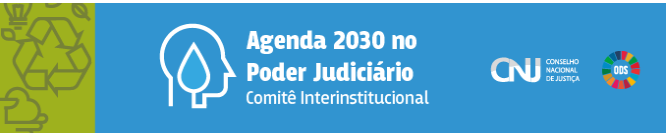 Agenda 2030 no
Poder Judiciário
Comitê Interinstitucional
CNJ
CONSELHO
NACIONAL
DE JUSTIÇA
ODS